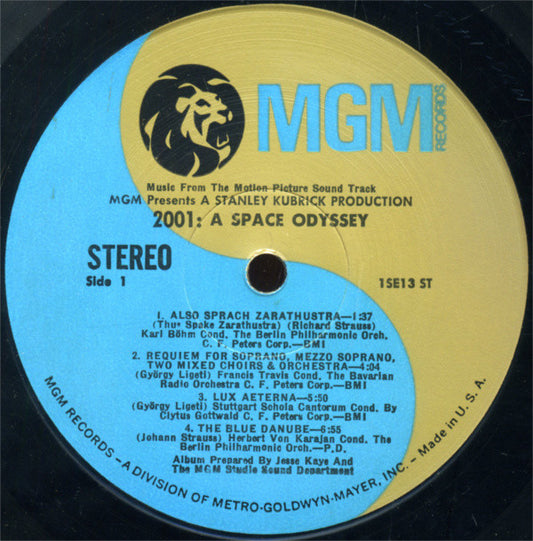 MGM
RECORDS
Music From The Motion Picture Sound Track
MGM Presents A STANLEY KUBRICK PRODUCTION
2001: A SPACE ODYSSEY
STEREO
Side 1
1SE13 ST
1. ALSO SPRACH ZARATHUSTRA—1:37
(Thus Spake Zarathustra) (Richard Strauss)
Karl Böhm Cond. The Berlin Philharmonic Orch.
C. F. Peters Corp.—BMI
2. REQUIEM FOR SOPRANO, MEZZO SOPRANO,
TWO MIXED CHOIRS & ORCHESTRA—4:04
(György Ligeti) Francis Travis Cond. The Bavarian
Radio Orchestra C. F. Peters Corp.—BMI
3. LUX AETERNA—5:50
(György Ligeti) Stuttgart Schola Cantorum Cond. By
Clytus Gottwald C. F. Peters Corp.—BMI
4. THE BLUE DANUBE—6:55
(Johann Strauss) Herbert Von Karajan Cond. The
Berlin Philharmonic Orch.—P.D.
Album Prepared By Jesse Kaye And
The MGM Studio Sound Department
MGM RECORDS – A DIVISION OF METRO-GOLDWYN-MAYER, INC. – Made in U. S. A.